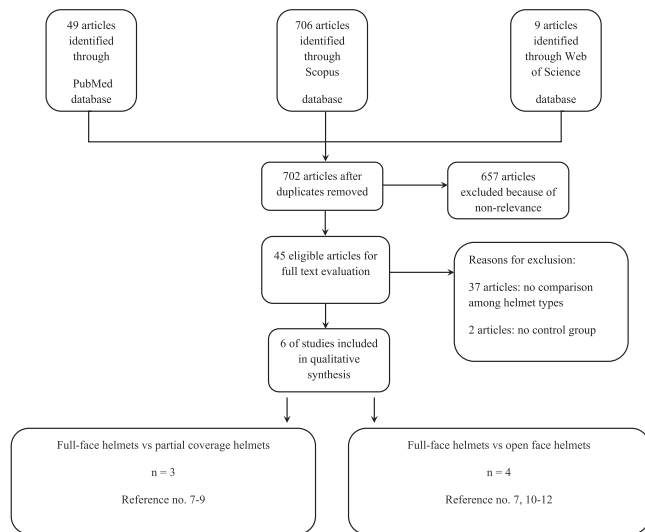 49 articles
identified
through
PubMed
database
706 articles
identified
through
Scopus
database
9 articles
identified
through Web
of Science
database
702 articles after
duplicates removed
657 articles
excluded because of
non-relevance
45 eligible articles for
full text evaluation
Reasons for exclusion:
37 articles: no comparison
among helmet types
2 articles: no control group
6 of studies included
in qualitative
synthesis
Full-face helmets vs partial coverage helmets
n = 3
Reference no. 7-9
Full-face helmets vs open face helmets
n = 4
Reference no. 7, 10-12